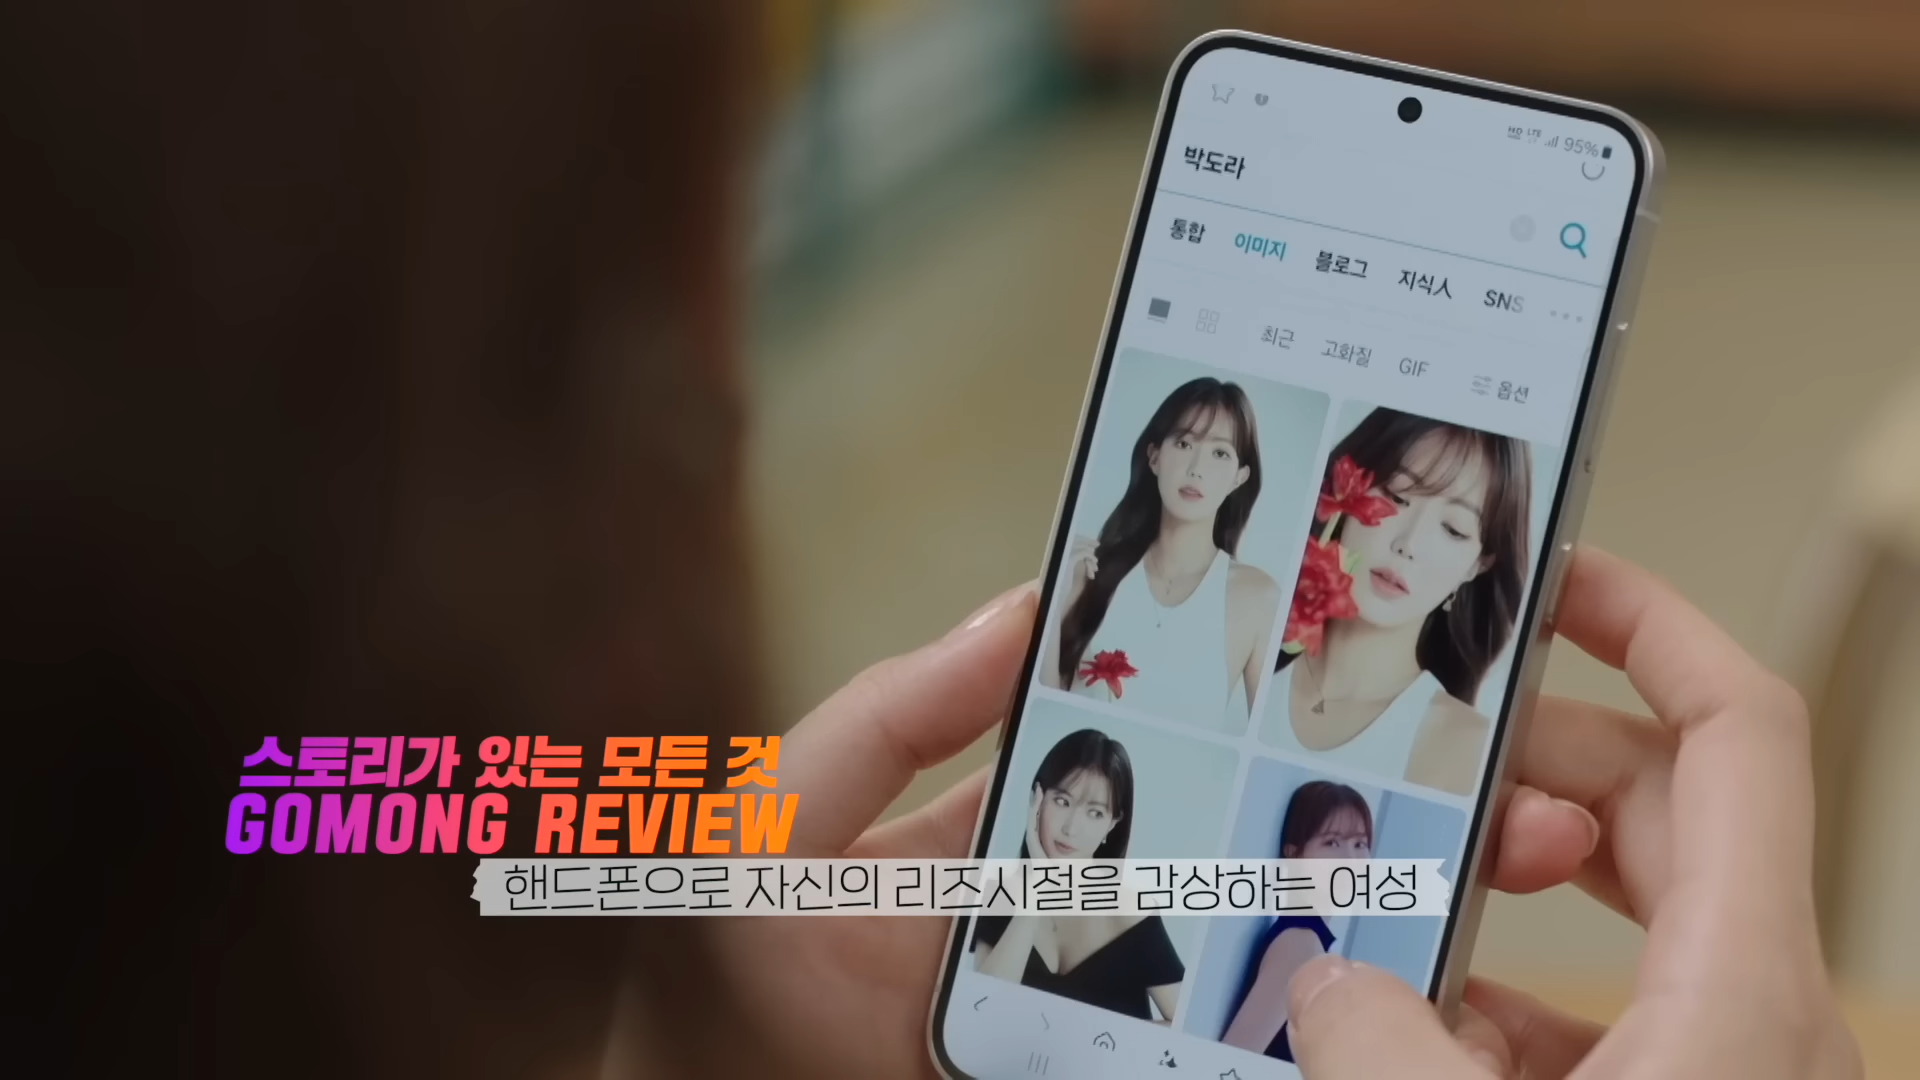 HD LTE 95%
박도라
통합 이미지 블로그 지식人 SNS
최근 고화질 GIF 옵션
스토리가 있는 모든 것
GOMONG REVIEW
핸드폰으로 자신의 리즈시절을 감상하는 여성